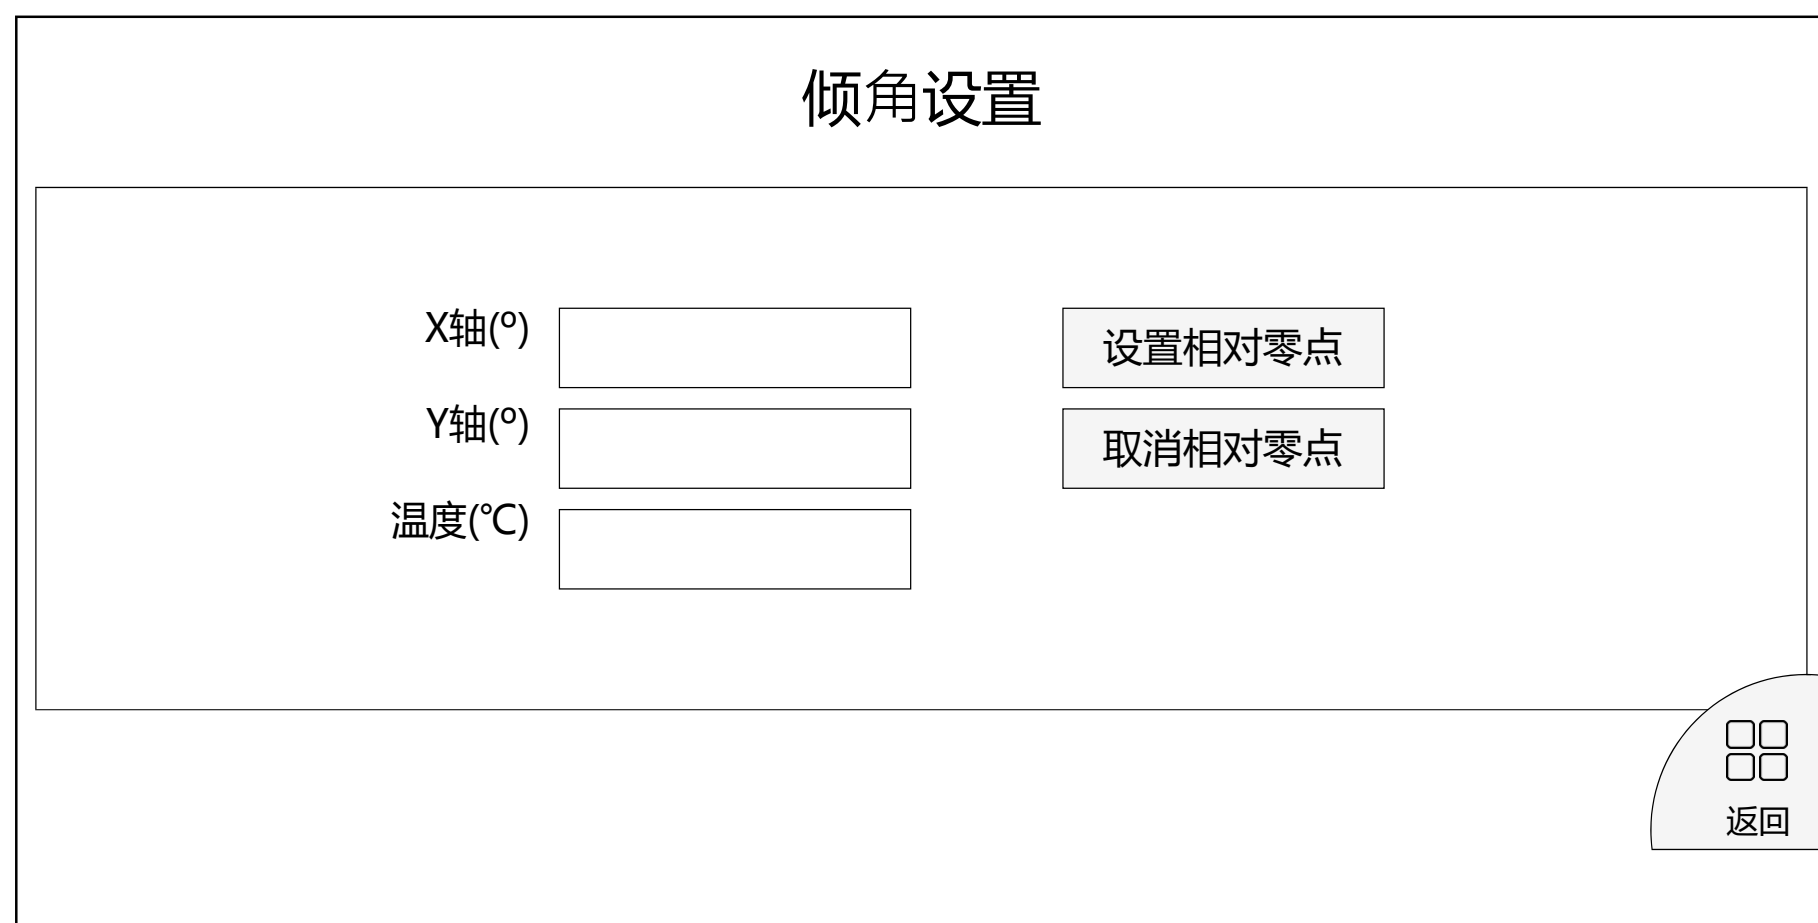 倾角设置
X轴(º)
设置相对零点
Y轴(º)
取消相对零点
温度(℃)
返回